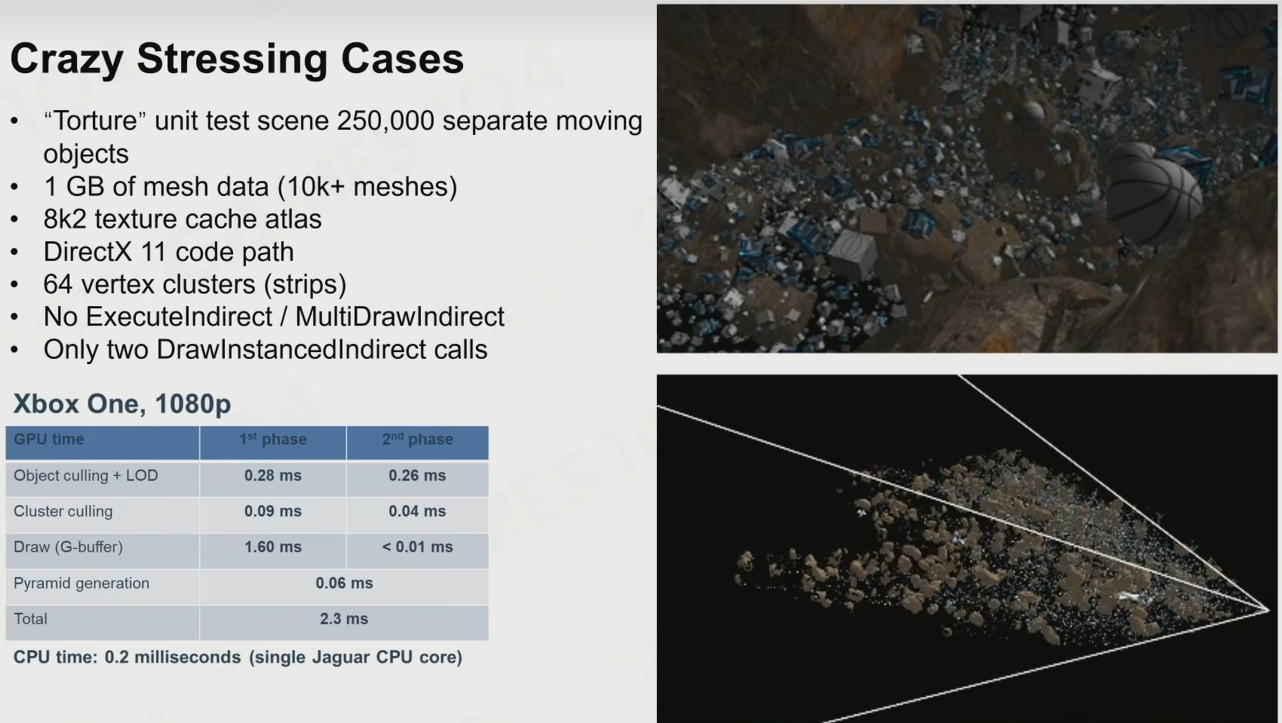 Crazy Stressing Cases
• “Torture” unit test scene 250,000 separate moving
objects
• 1 GB of mesh data (10k+ meshes)
• 8k2 texture cache atlas
• DirectX 11 code path
• 64 vertex clusters (strips)
• No ExecuteIndirect / MultiDrawIndirect
• Only two DrawInstancedIndirect calls
Xbox One, 1080p
GPU time 1st phase 2nd phase
Object culling + LOD 0.28 ms 0.26 ms
Cluster culling 0.09 ms 0.04 ms
Draw (G-buffer) 1.60 ms < 0.01 ms
Pyramid generation 0.06 ms
Total 2.3 ms
CPU time: 0.2 milliseconds (single Jaguar CPU core)